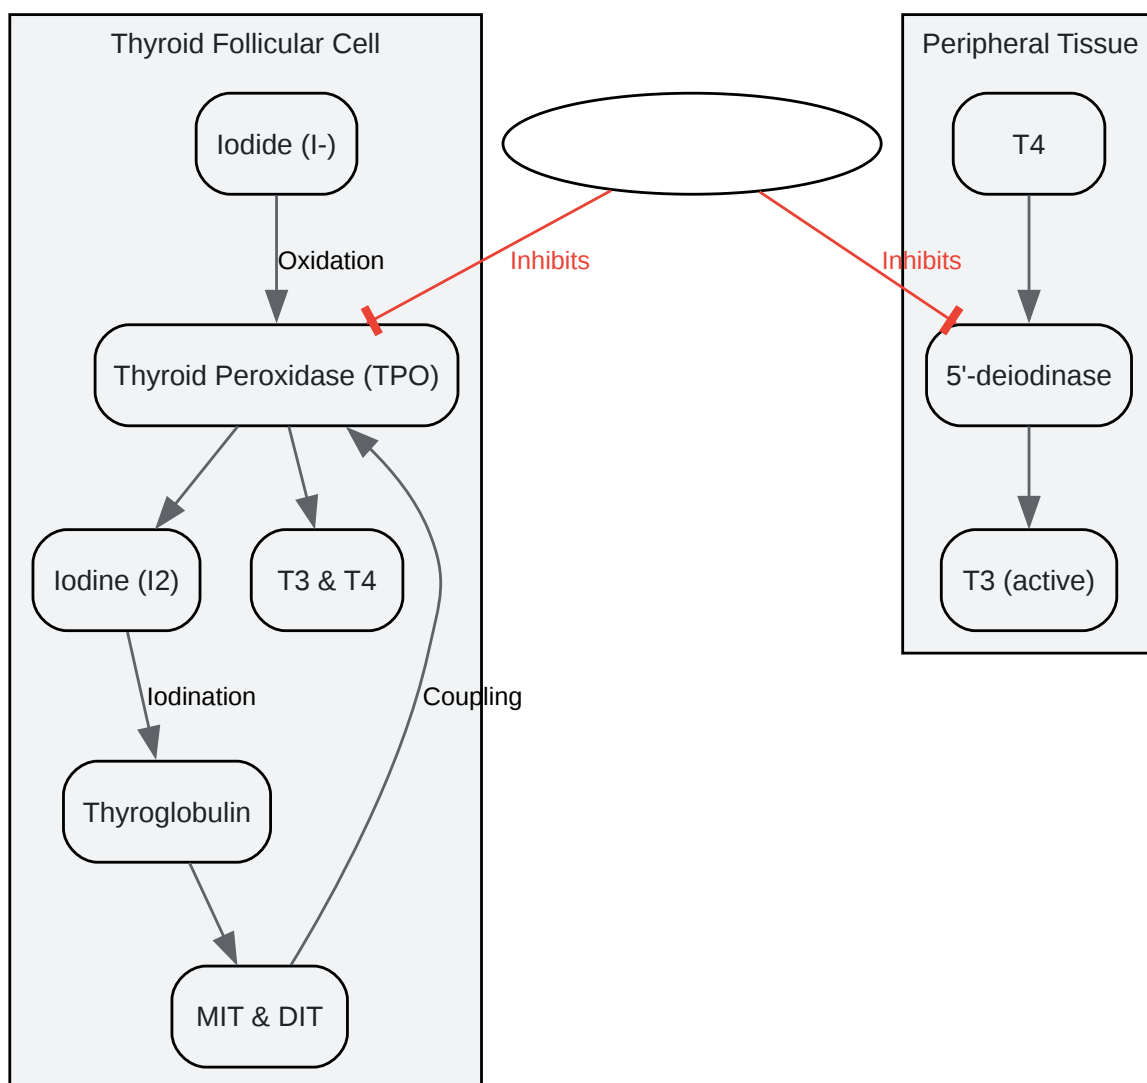 Thyroid Follicular Cell
Peripheral Tissue
Iodide (I-)
T4
Oxidation
Inhibits
Inhibits
Thyroid Peroxidase (TPO)
5'-deiodinase
Iodine (I2)
T3 & T4
T3 (active)
Iodination
Coupling
Thyroglobulin
MIT & DIT